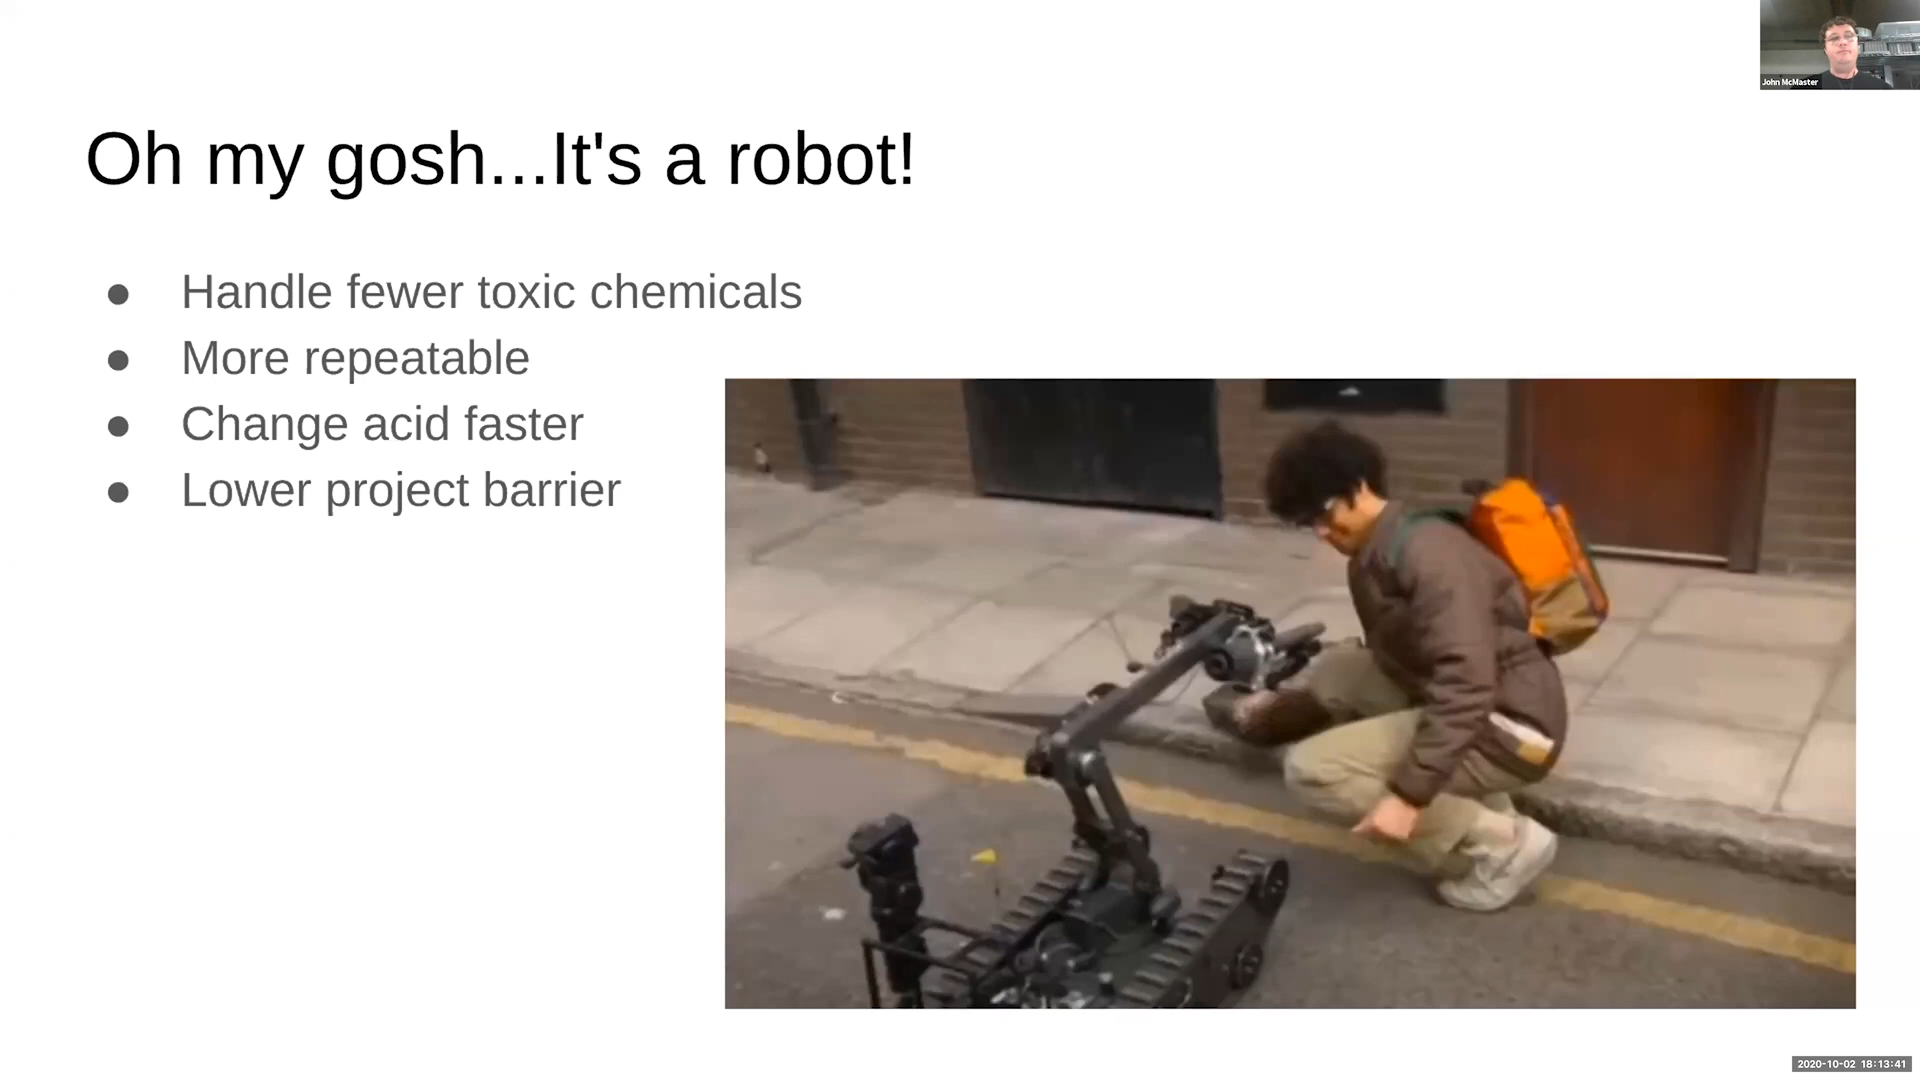 John McMaster
Oh my gosh...It's a robot!
● Handle fewer toxic chemicals
● More repeatable
● Change acid faster
● Lower project barrier
2020-10-02 18:13:41